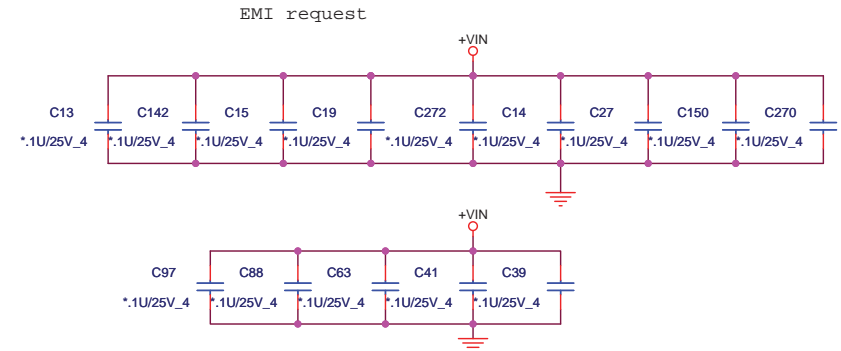 EMI request
+VIN
C13 C142 C15 C19 C272 C14 C27 C150 C270
*.1U/25V_4 *.1U/25V_4 *.1U/25V_4 *.1U/25V_4 *.1U/25V_4 *.1U/25V_4 *.1U/25V_4 *.1U/25V_4 *.1U/25V_4
+VIN
C97 C88 C63 C41 C39
*.1U/25V_4 *.1U/25V_4 *.1U/25V_4 *.1U/25V_4 *.1U/25V_4